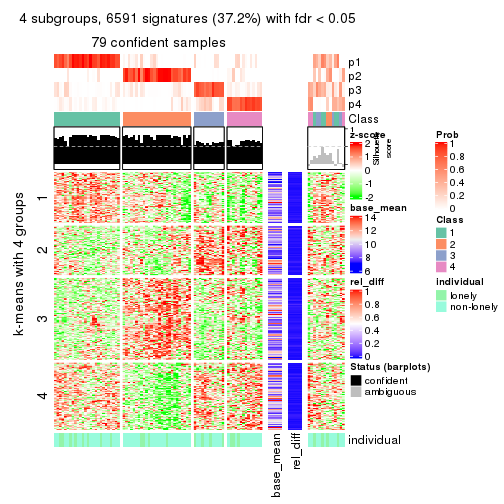 4 subgroups, 6591 signatures (37.2%) with fdr < 0.05
79 confident samples
p1
p2
p3
p4
Class
z-score
2
1
0
-1
-2
Silhouette
score
1
base_mean
14
12
10
8
6
rel_diff
1
0.8
0.6
0.4
0.2
0
Status (barplots)
confident
ambiguous
Prob
1
0.8
0.6
0.4
0.2
0
Class
1
2
3
4
individual
lonely
non-lonely
k-means with 4 groups
1
2
3
4
individual
base_mean
rel_diff